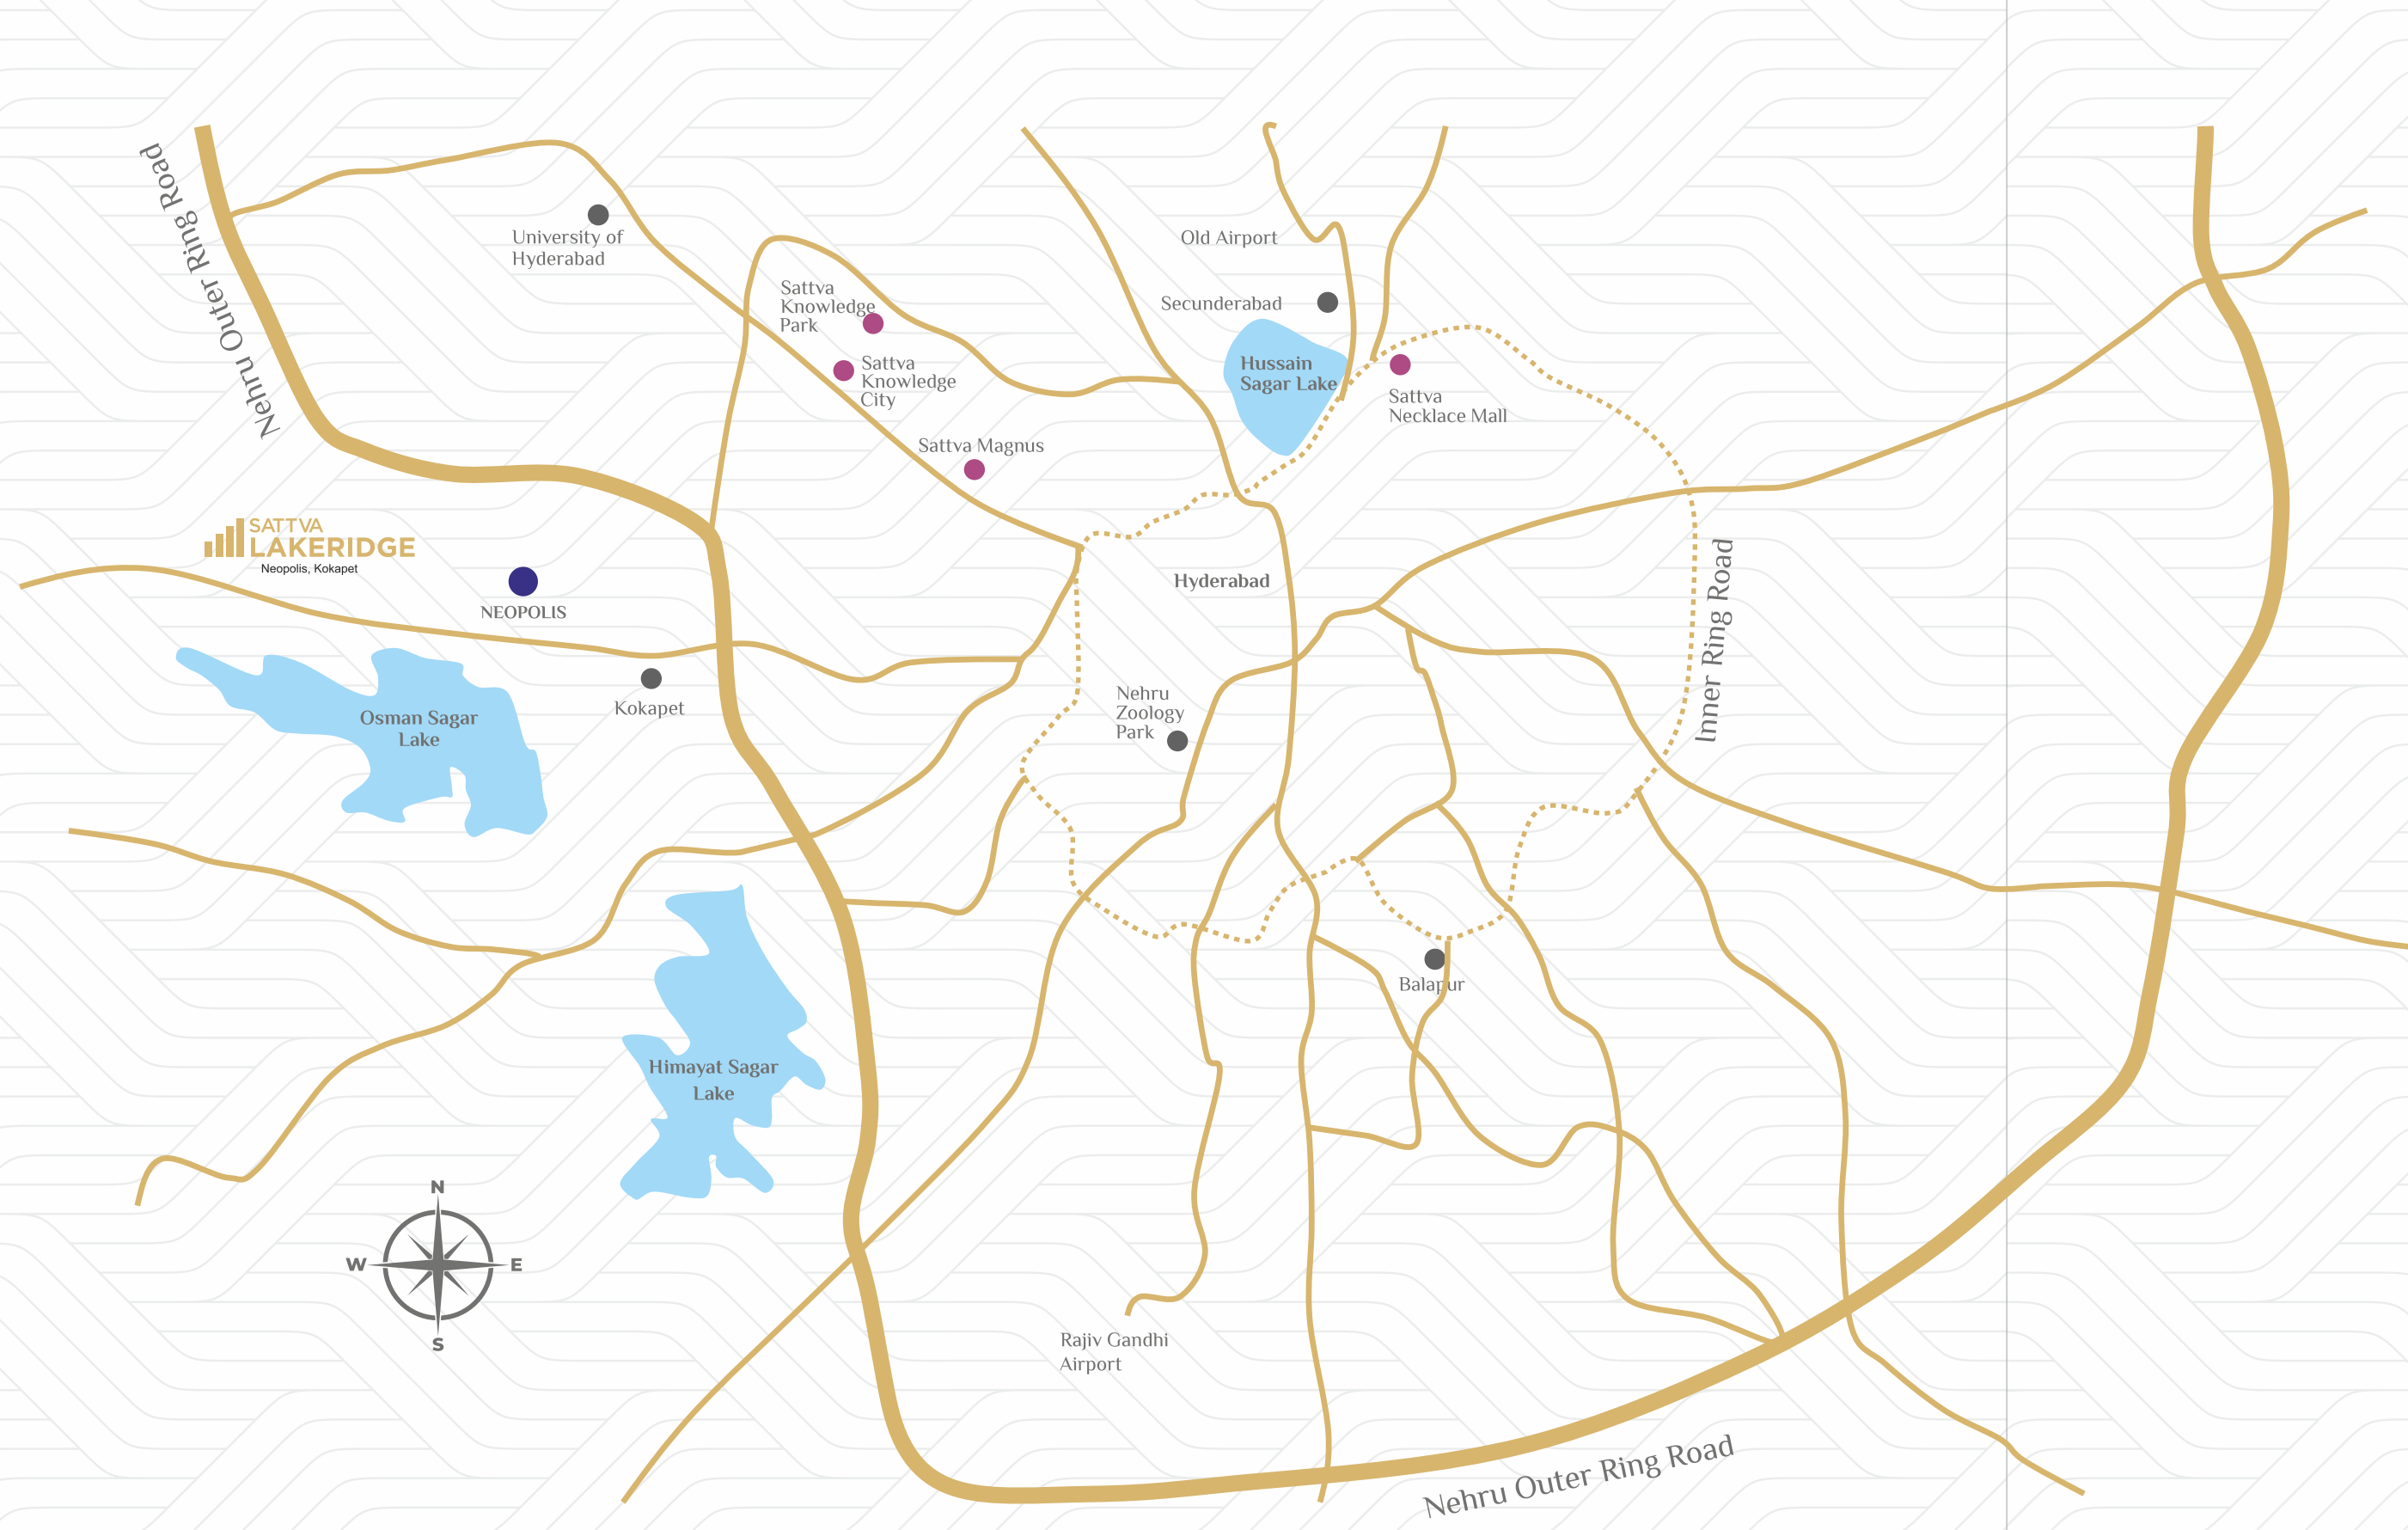 Nehru Outer Ring Road
University of
Hyderabad
Old Airport
Sattva
Knowledge
Park
Secunderabad
Sattva
Knowledge
City
Hussain
Sagar Lake
Sattva
Necklace Mall
Sattva Magnus
SATTVA
LAKERIDGE
Neopolis, Kokapet
NEOPOLIS
Hyderabad
Inner Ring Road
Kokapet
Nehru
Zoology
Park
Osman Sagar
Lake
Balapur
Himayat Sagar
Lake
N
W
E
S
Rajiv Gandhi
Airport
Nehru Outer Ring Road